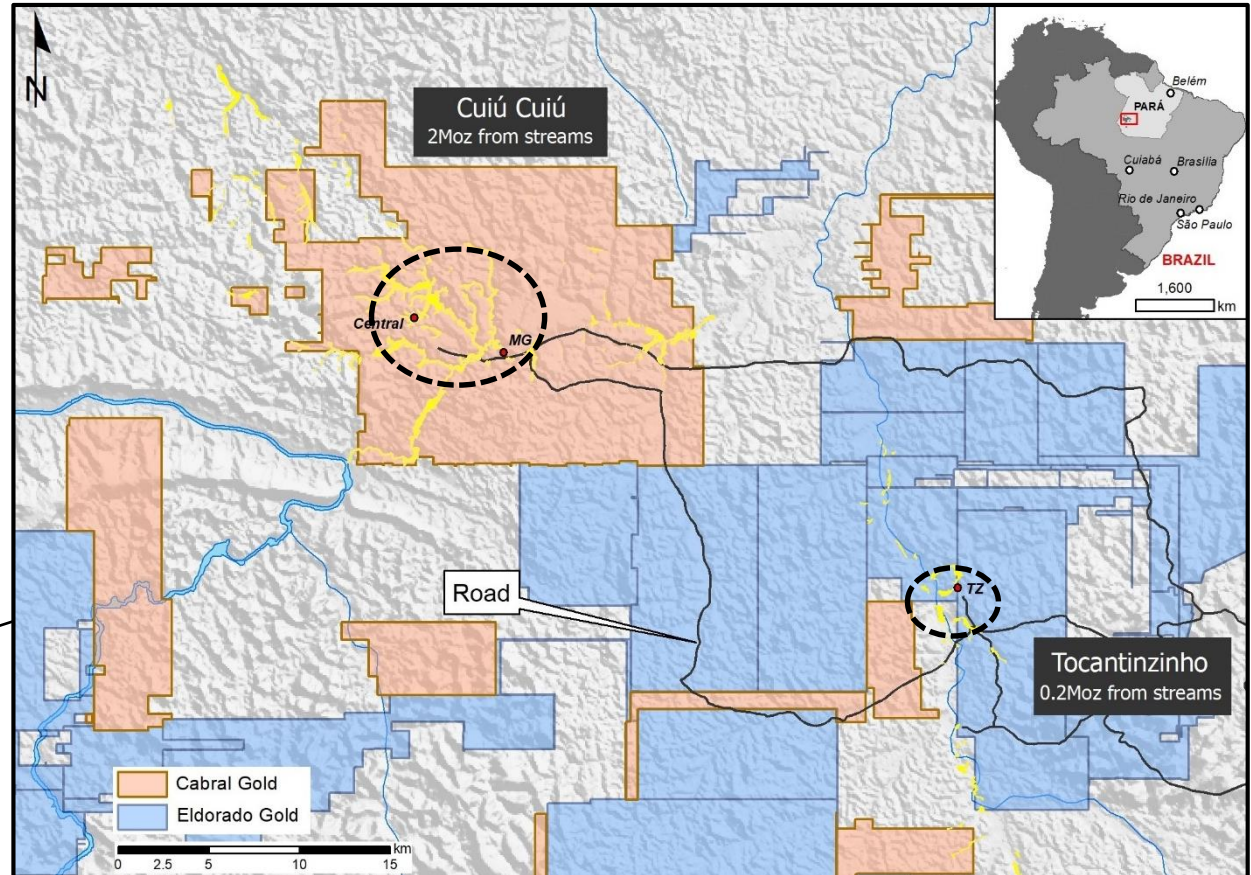 N
Cuiú Cuiú
2Moz from streams
Central
MG
Road
TZ
Tocantinzinho
0.2Moz from streams
Cabral Gold
Eldorado Gold
km
0 2.5 5 10 15
Belém
PARÁ
Cuiabá
Brasília
Rio de Janeiro
São Paulo
BRAZIL
1,600
km